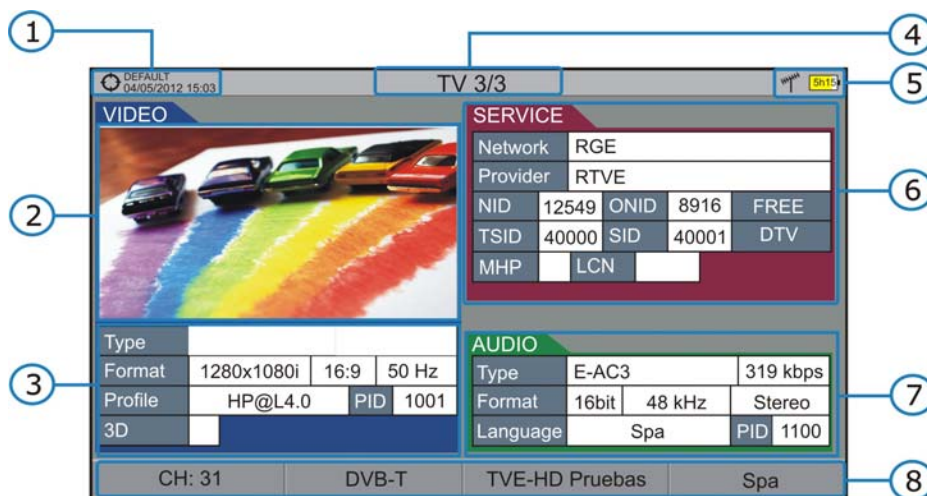 1
4
DEFAULT
04/05/2012 15:03
TV 3/3
5h15
5
VIDEO
SERVICE
Network RGE
Provider RTVE
NID 12549 ONID 8916 FREE
TSID 40000 SID 40001 DTV
MHP LCN
2
6
Type
Format 1280x1080i 16:9 50 Hz
Profile HP@L4.0 PID 1001
3D
3
AUDIO
Type E-AC3 319 kbps
Format 16bit 48 kHz Stereo
Language Spa PID 1100
7
CH: 31 DVB-T TVE-HD Pruebas Spa
8